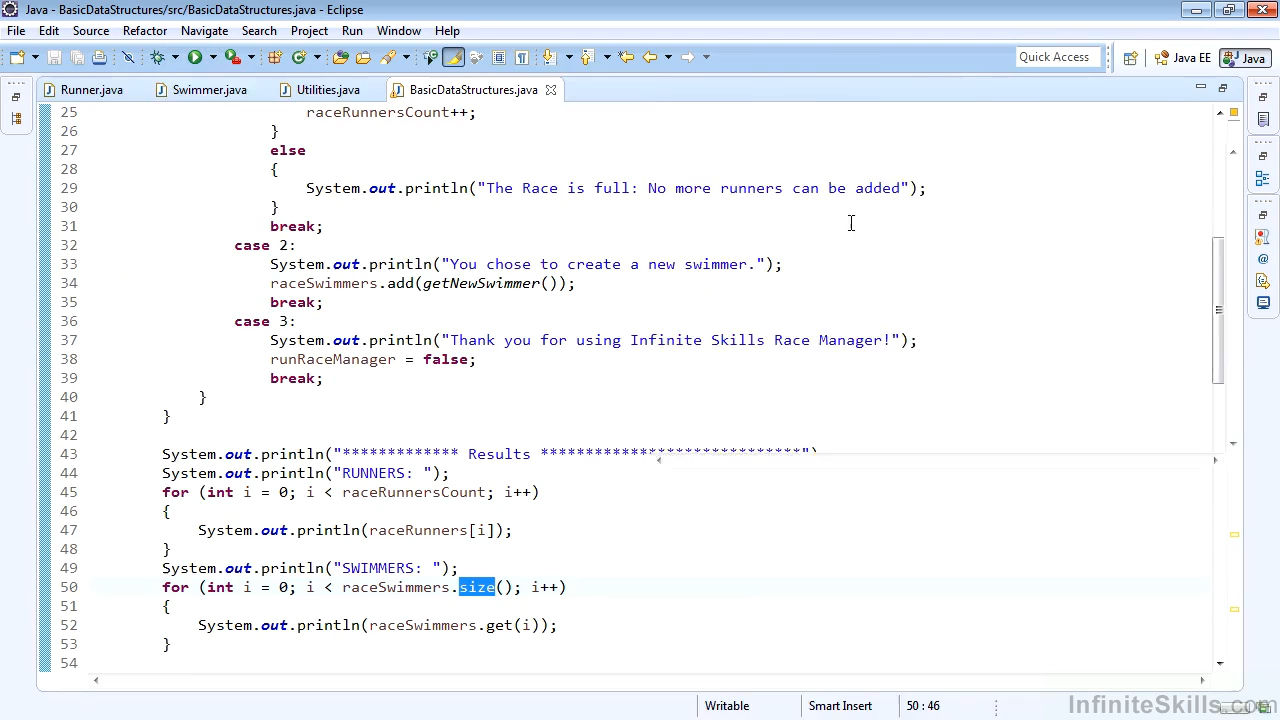 Java - BasicDataStructures/src/BasicDataStructures.java - Eclipse
File Edit Source Refactor Navigate Search Project Run Window Help
Quick Access Java EE Java
Runner.java Swimmer.java Utilities.java BasicDataStructures.java
25 raceRunnersCount++;
26 }
27 else
28 {
29 System.out.println("The Race is full: No more runners can be added");
30 }
31 break;
32 case 2:
33 System.out.println("You chose to create a new swimmer.");
34 raceSwimmers.add(getNewSwimmer());
35 break;
36 case 3:
37 System.out.println("Thank you for using Infinite Skills Race Manager!");
38 runRaceManager = false;
39 break;
40 }
41 }
42
43 System.out.println("************* Results *****************************")
44 System.out.println("RUNNERS: ");
45 for (int i = 0; i < raceRunnersCount; i++)
46 {
47 System.out.println(raceRunners[i]);
48 }
49 System.out.println("SWIMMERS: ");
50 for (int i = 0; i < raceSwimmers.size(); i++)
51 {
52 System.out.println(raceSwimmers.get(i));
53 }
54
Writable Smart Insert 50 : 46
InfiniteSkills.com